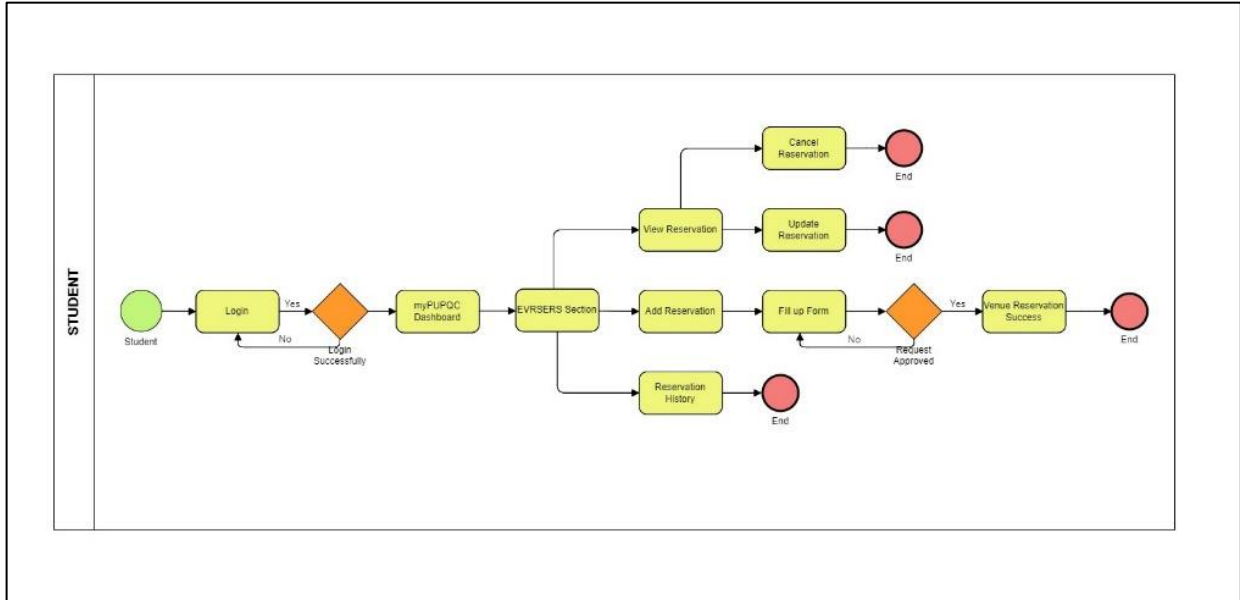 STUDENT
Cancel
Reservation
End
View Reservation
Update
Reservation
End
Student
Login
Yes
No
Login
Successfully
myPUPQC
Dashboard
EVRSERS Section
Add Reservation
Fill up Form
No
Request
Approved
Yes
Venue Reservation
Success
End
Reservation
History
End